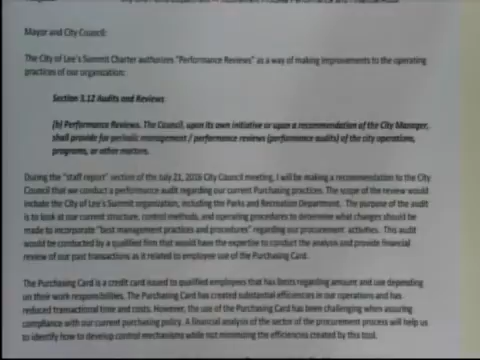 Mayor and City Council:
The City of Lee's Summit Charter authorizes "Performance Reviews" as a way of making improvements to the operating
practices of our organization:
Section 3.12 Audits and Reviews
(b) Performance Reviews. The Council, upon its own initiative or upon a recommendation of the City Manager,
shall provide for periodic management / performance reviews (performance audits) of the city operations,
programs, or other matters.
During the "staff report" section of the July 21, 2016 City Council meeting, I will be making a recommendation to the City
Council that we conduct a performance audit regarding our current Purchasing practices. The scope of the review would
include the City of Lee's Summit organization, including the Parks and Recreation Department. The purpose of the audit
is to look at our current structure, control methods, and operating procedures to determine what changes should be
made to incorporate "best management practices and procedures" regarding our procurement activities. This audit
would be conducted by a qualified firm that would have the expertise to conduct the analysis and provide financial
review of our past transactions as it related to employee use of the Purchasing Card.
The Purchasing Card is a credit card issued to qualified employees that has limits regarding amount and use depending
on their work responsibilities. The Purchasing Card has created substantial efficiencies in our operations and has
reduced transactional time and costs. However, the use of the Purchasing Card has been challenging when assuring
compliance with our current purchasing policy. A financial analysis of the sector of the procurement process will help us
to identify how to develop control mechanisms while not minimizing the efficiencies created by this tool.